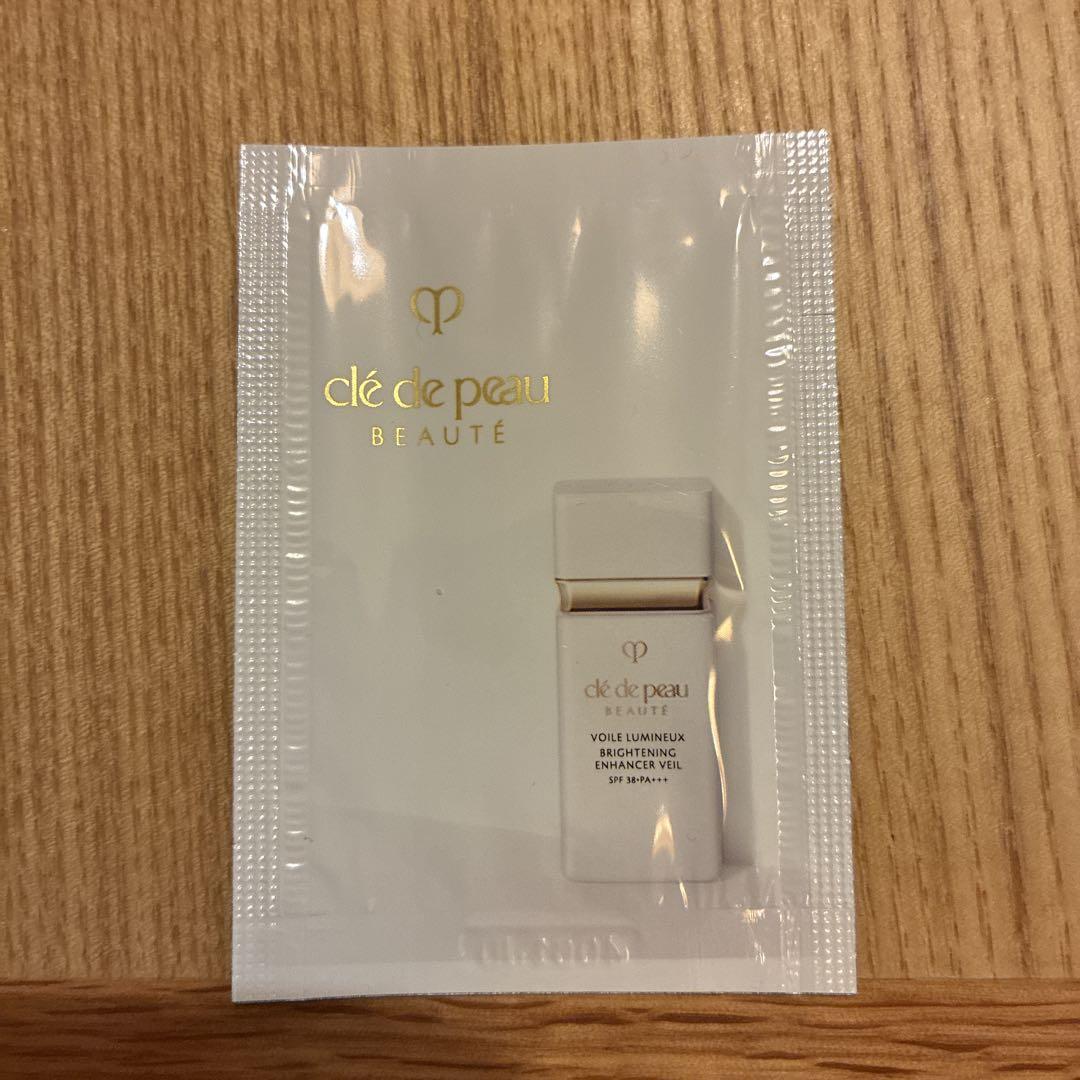 clé de peau
BEAUTÉ
clé de peau
BEAUTÉ
VOILE LUMINEUX
BRIGHTENING
ENHANCER VEIL
SPF 38•PA+++